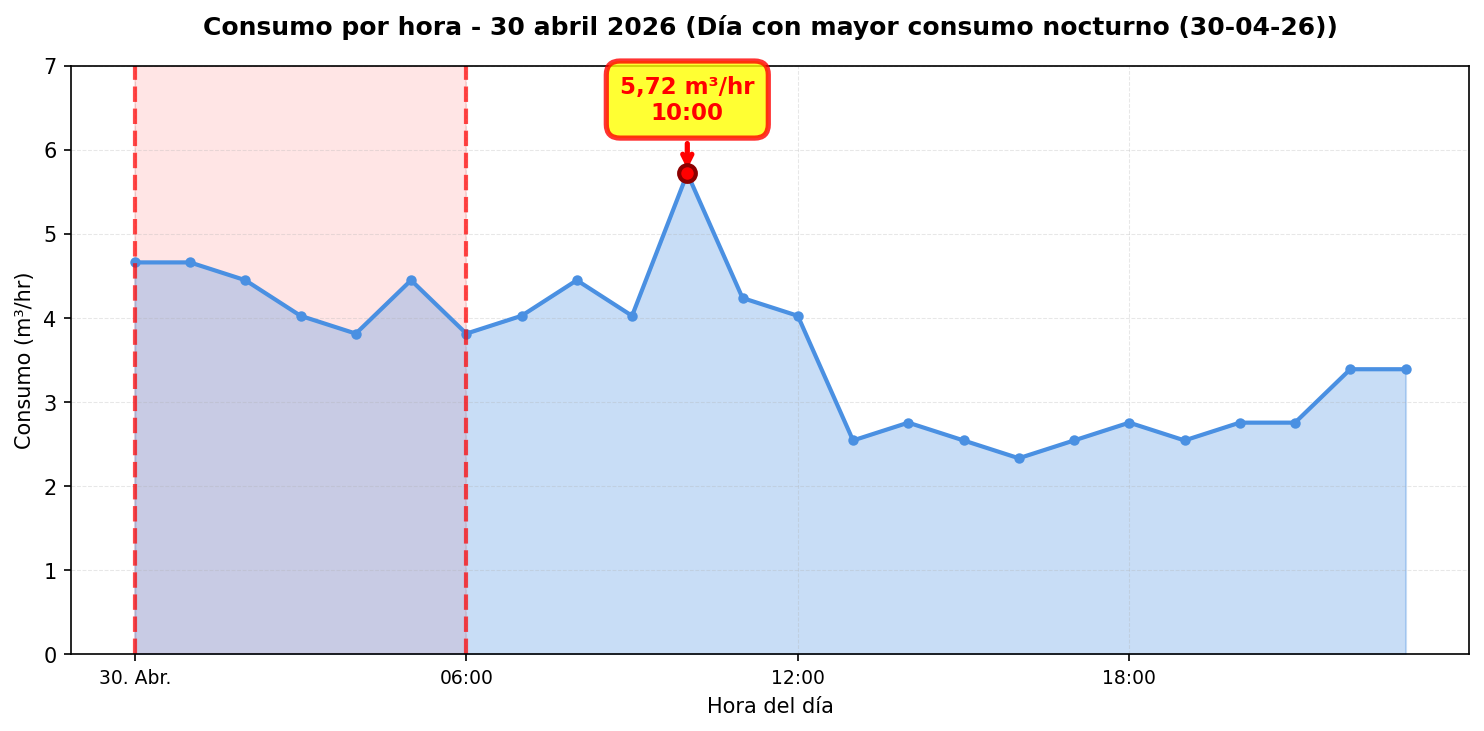 Consumo por hora - 30 abril 2026 (Día con mayor consumo nocturno (30-04-26))
5,72 m³/hr
10:00
Consumo (m³/hr)
7
6
5
4
3
2
1
0
30. Abr.
06:00
12:00
18:00
Hora del día